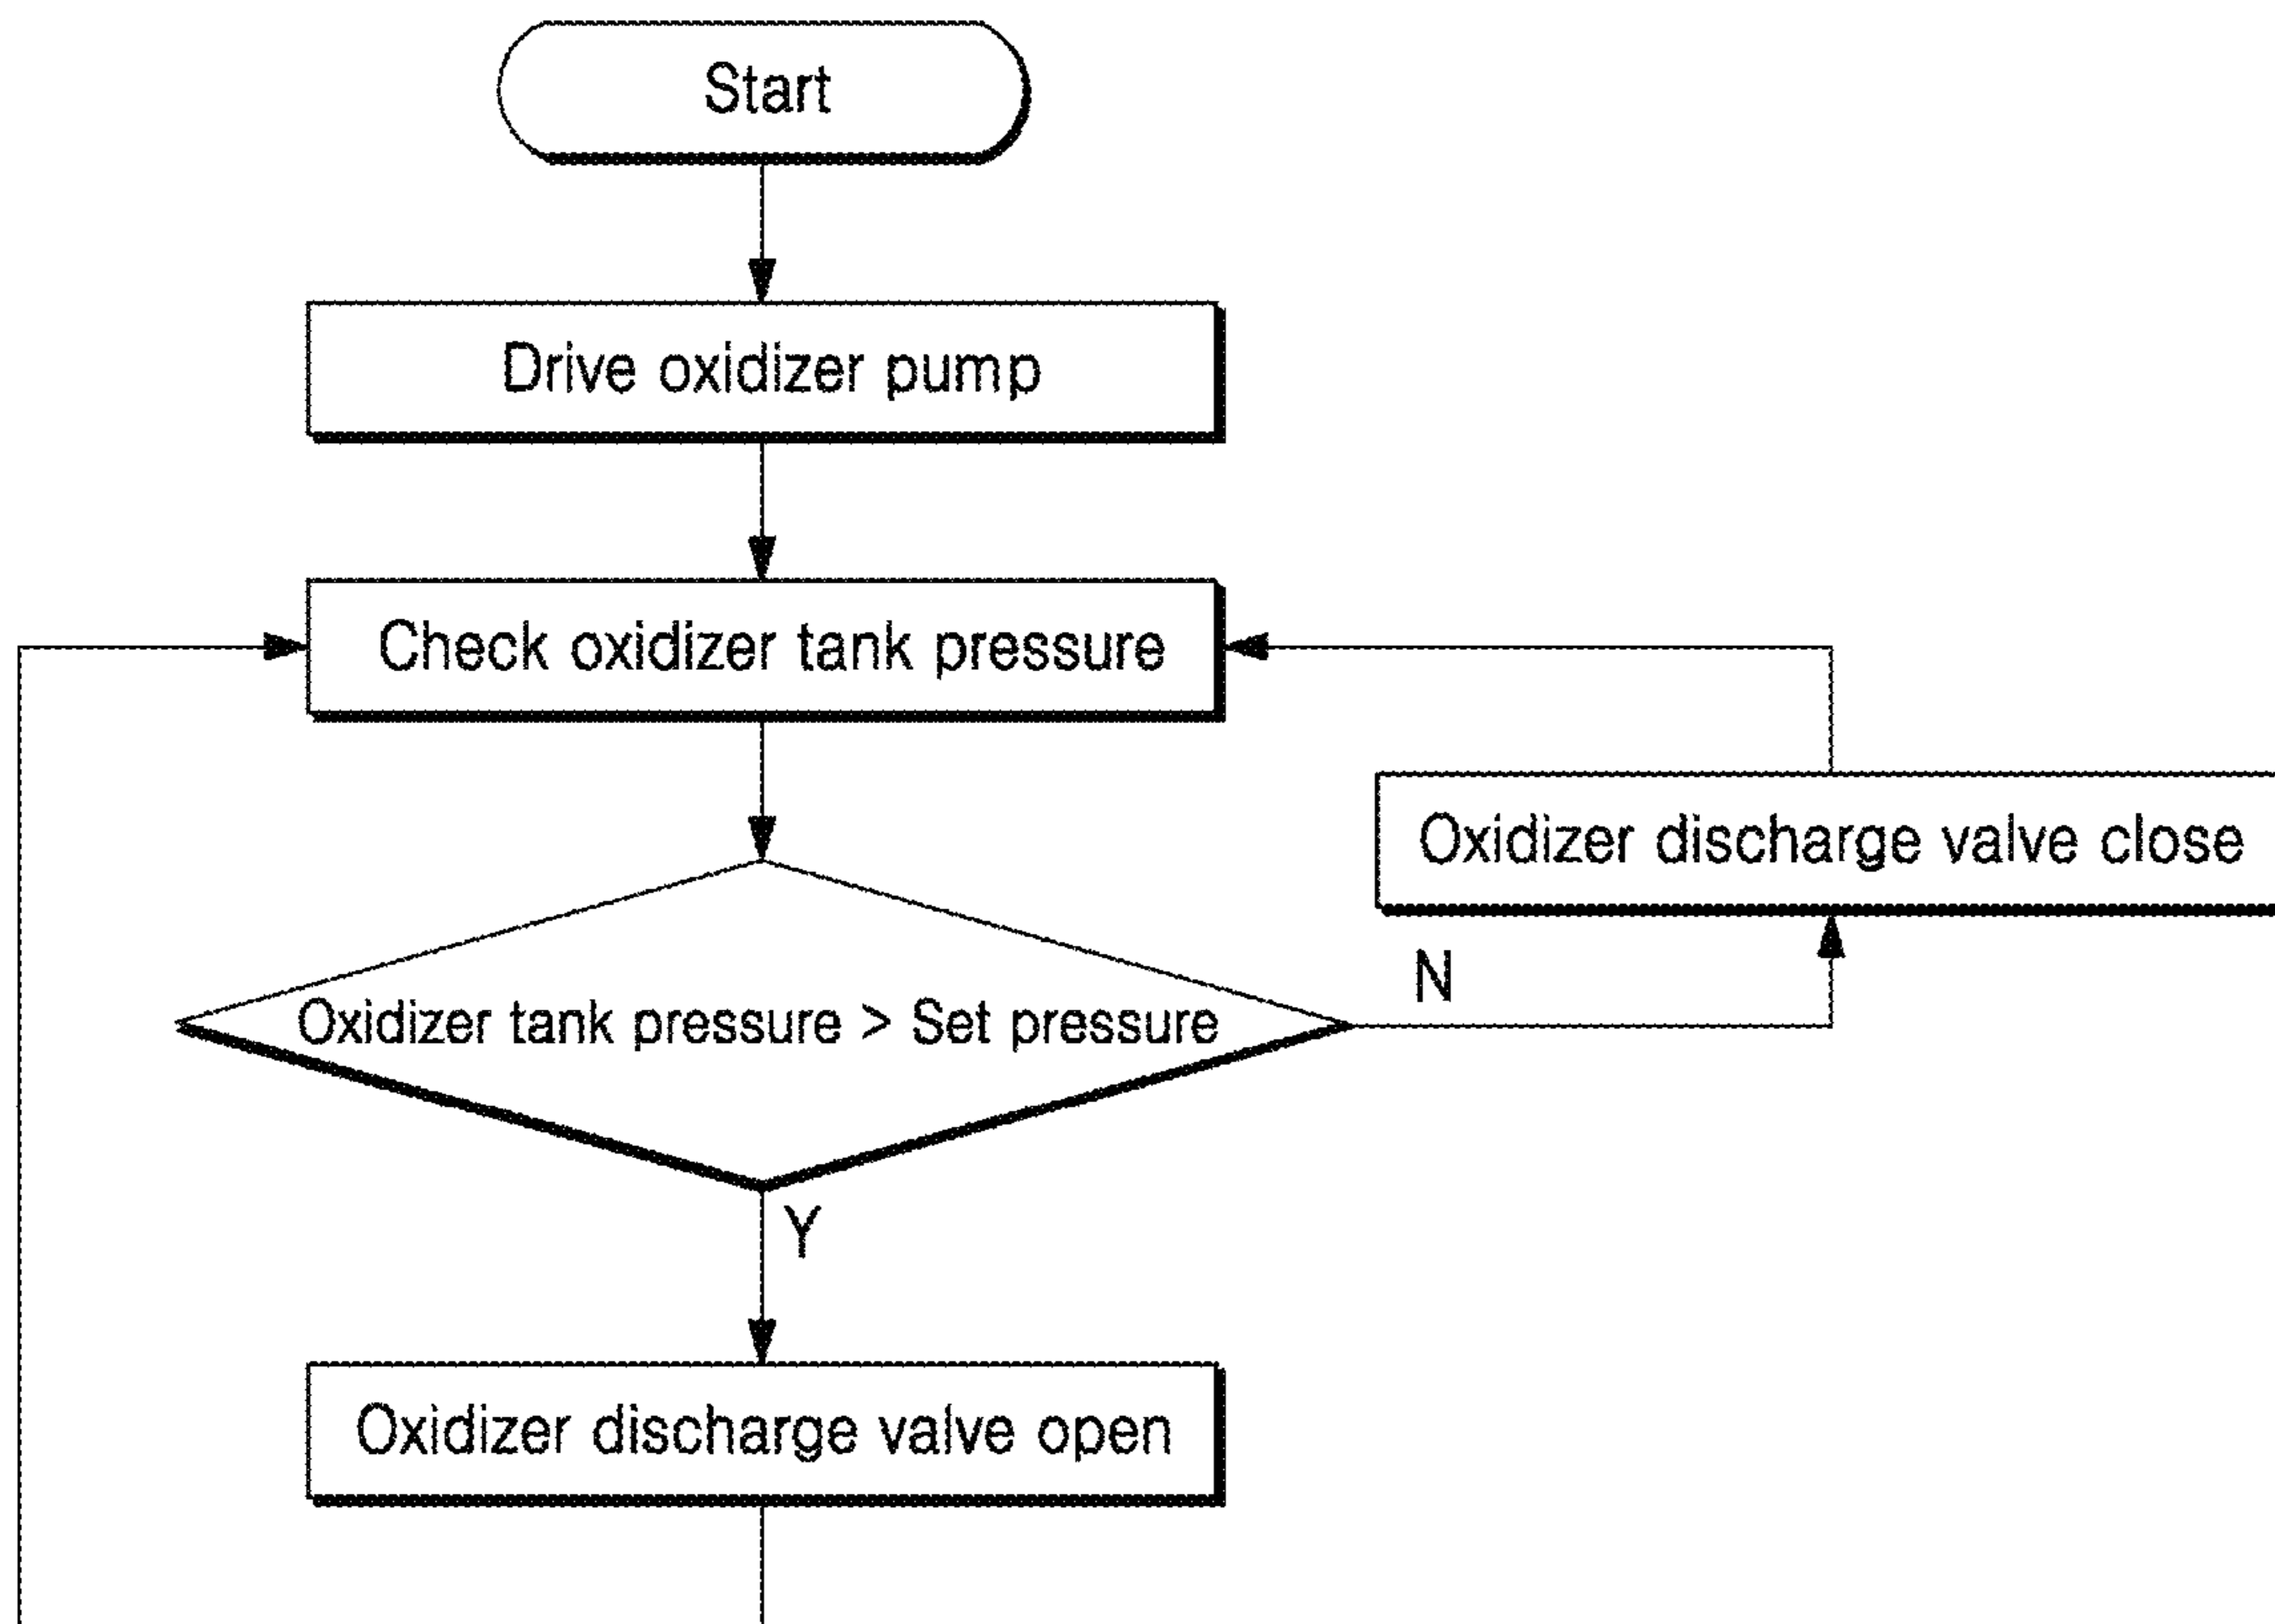 Start
Drive oxidizer pump
Check oxidizer tank pressure
Oxidizer discharge valve close
Oxidizer tank pressure > Set pressure
N
Y
Oxidizer discharge valve open